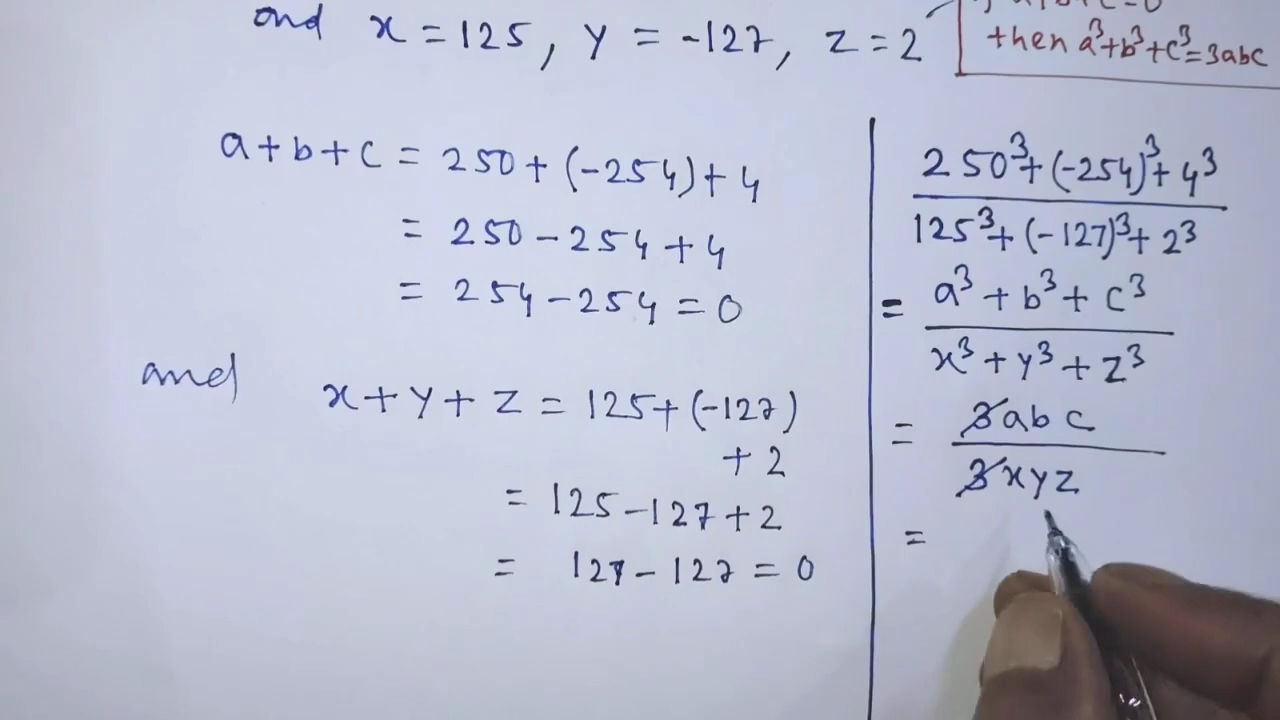 and x = 125, y = -127, z = 2
then a³+b³+c³=3abc
a+b+c = 250+(-254)+4
= 250-254+4
= 254-254 = 0
and x+y+z = 125+(-127)
+2
= 125-127+2
= 127-127 = 0
250³+(-254)³+4³
125³+(-127)³+2³
= a³+b³+c³
x³+y³+z³
= 3abc
3xyz
=